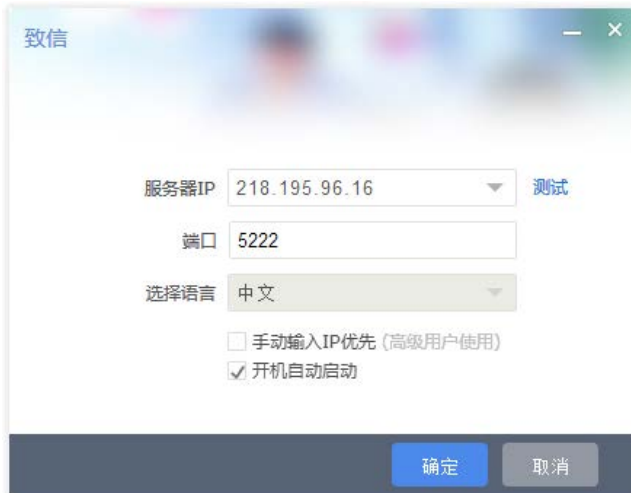 致信
服务器IP 218.195.96.16 测试
端口 5222
选择语言 中文
手动输入IP优先 (高级用户使用)
开机自动启动
确定 取消